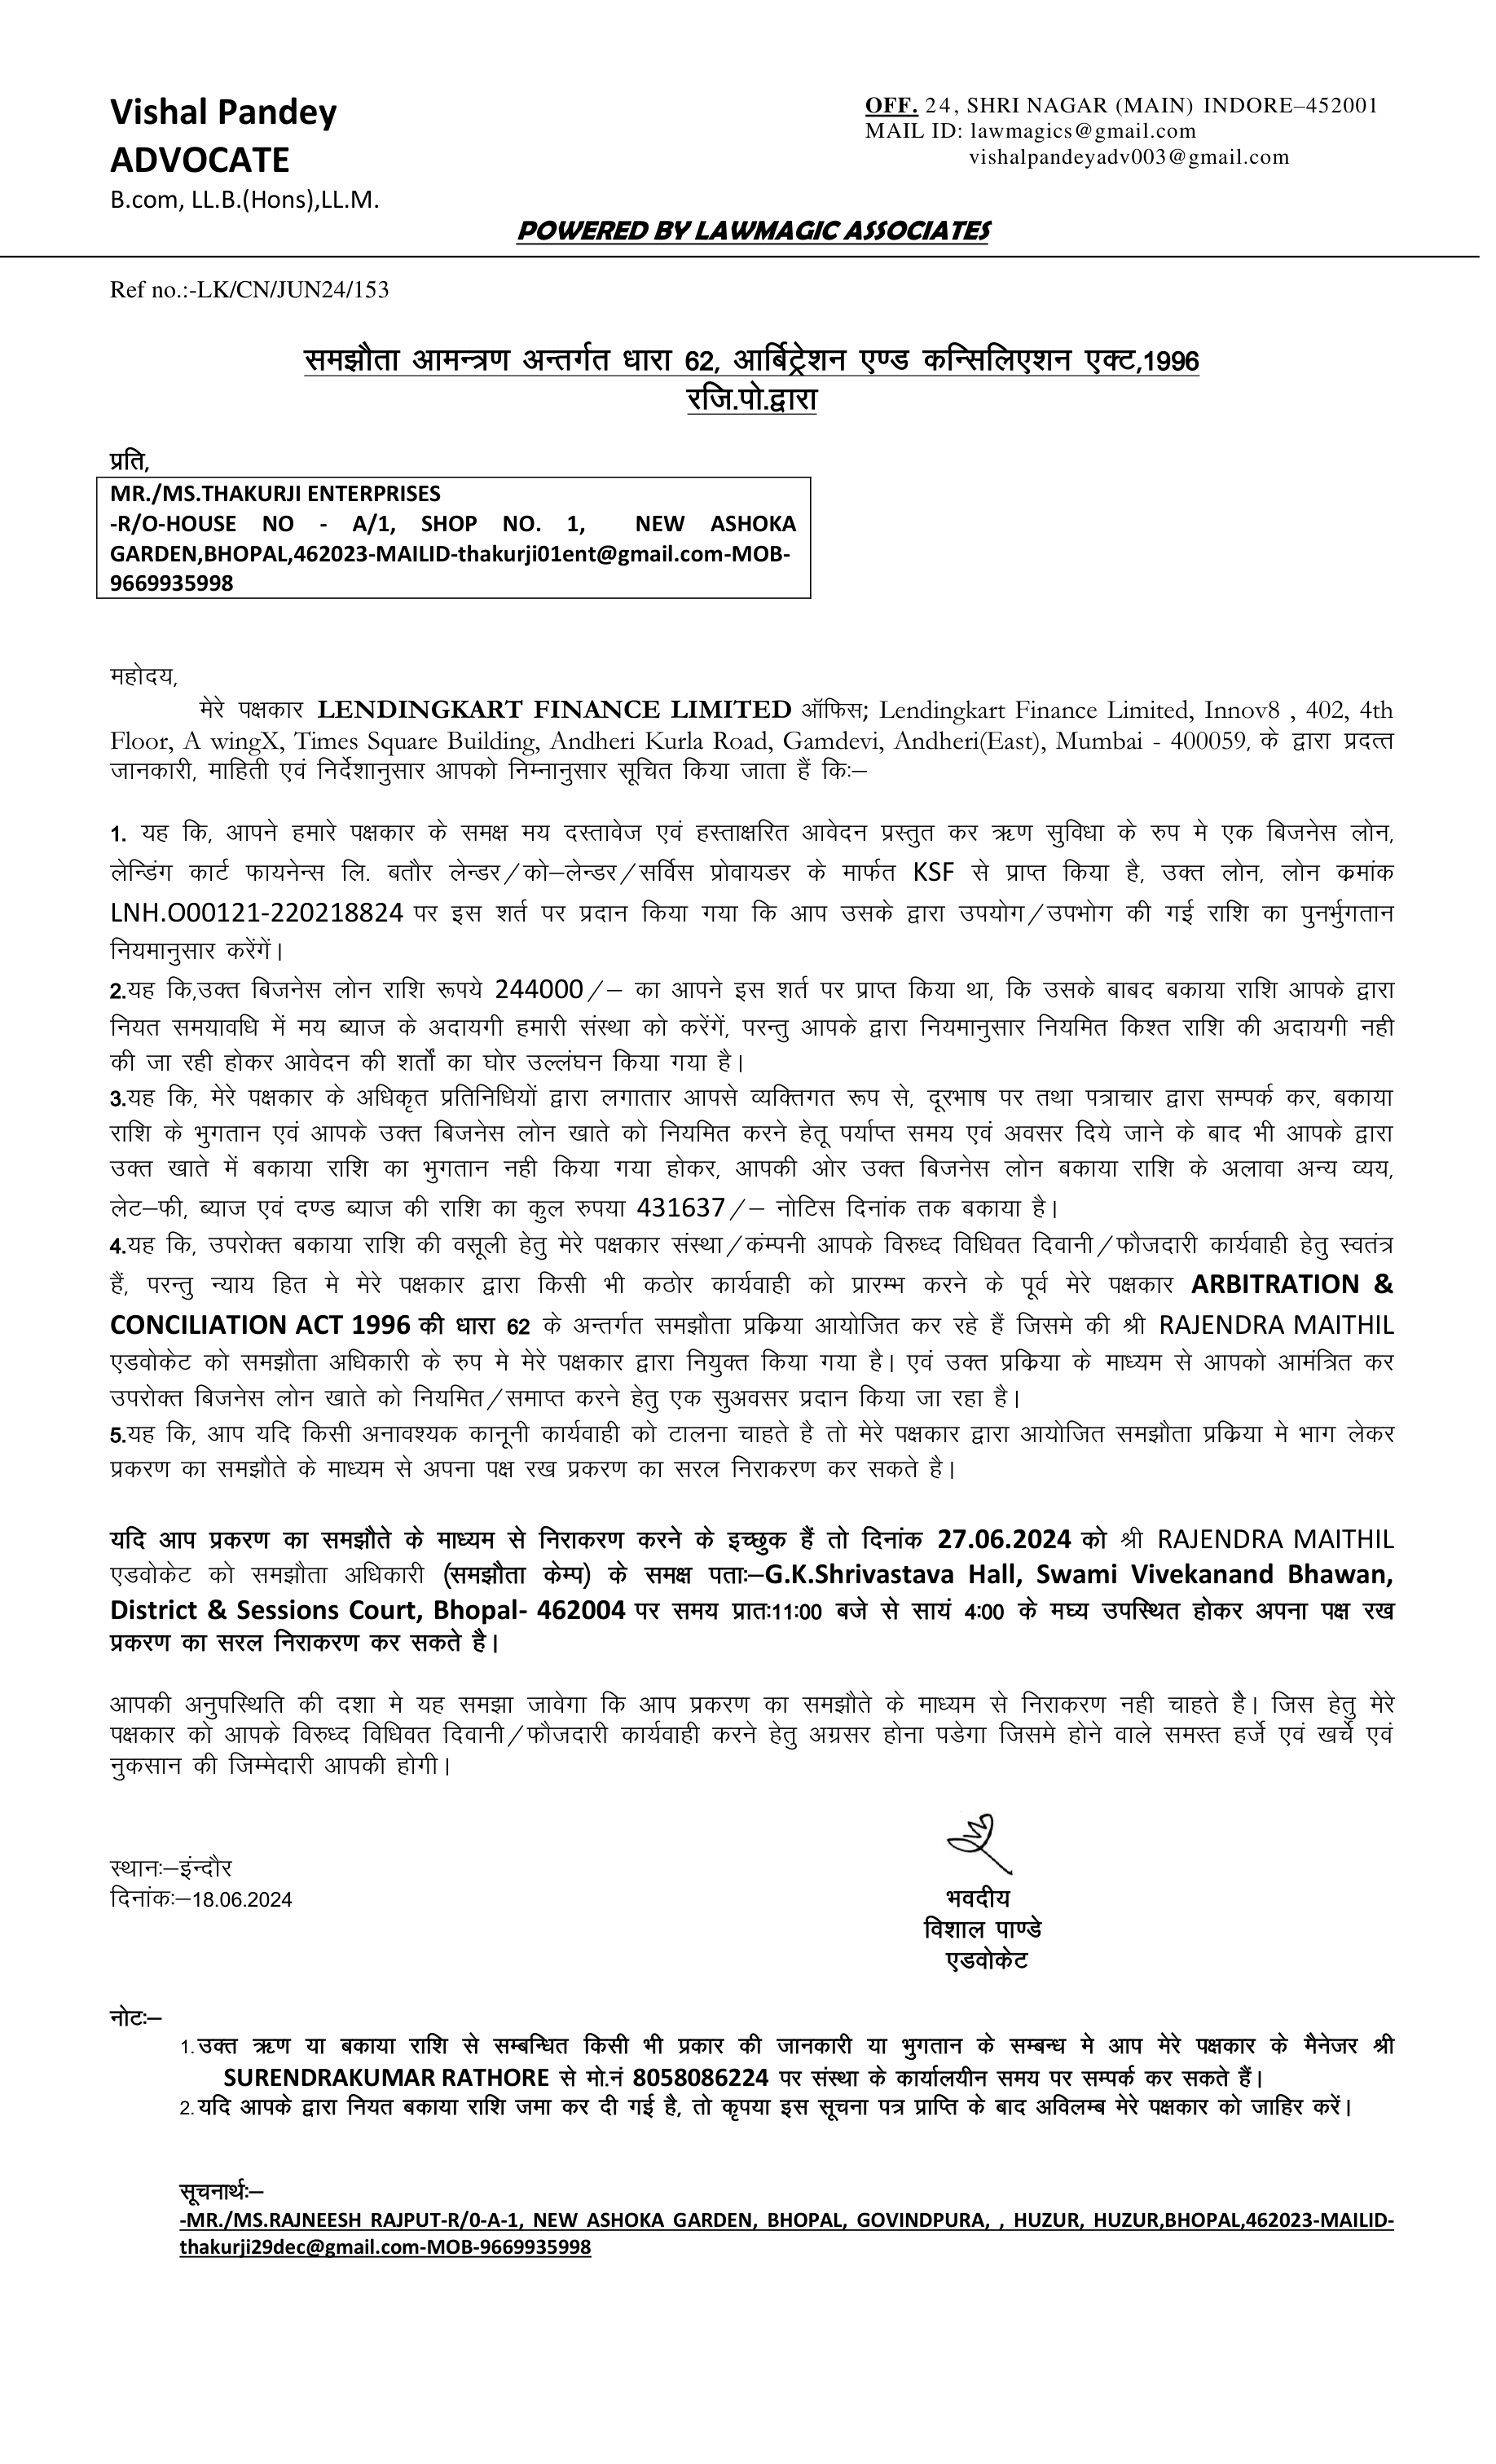 Vishal Pandey
ADVOCATE
B.com, LL.B.(Hons),LL.M.
OFF. 24, SHRI NAGAR (MAIN) INDORE–452001
MAIL ID: lawmagics@gmail.com
vishalpandeyadv003@gmail.com
POWERED BY LAWMAGIC ASSOCIATES
Ref no.:-LK/CN/JUN24/153
समझौता आमन्त्रण अन्तर्गत धारा 62, आर्बिट्रेशन एण्ड कन्सिलिएशन एक्ट,1996
रजि.पो.द्वारा
प्रति,
MR./MS.THAKURJI ENTERPRISES
-R/O-HOUSE NO - A/1, SHOP NO. 1, NEW ASHOKA
GARDEN,BHOPAL,462023-MAILID-thakurji01ent@gmail.com-MOB-
9669935998
महोदय,
मेरे पक्षकार LENDINGKART FINANCE LIMITED ऑफिस; Lendingkart Finance Limited, Innov8 , 402, 4th
Floor, A wingX, Times Square Building, Andheri Kurla Road, Gamdevi, Andheri(East), Mumbai - 400059, के द्वारा प्रदत्त
जानकारी, माहिती एवं निर्देशानुसार आपको निम्नानुसार सूचित किया जाता हैं किः–
1. यह कि, आपने हमारे पक्षकार के समक्ष मय दस्तावेज एवं हस्ताक्षरित आवेदन प्रस्तुत कर ऋण सुविधा के रुप मे एक बिजनेस लोन,
लेन्डिंग कार्ट फायनेन्स लि. बतौर लेन्डर/को–लेन्डर/सर्विस प्रोवायडर के मार्फत KSF से प्राप्त किया है, उक्त लोन, लोन क्रमांक
LNH.O00121-220218824 पर इस शर्त पर प्रदान किया गया कि आप उसके द्वारा उपयोग/उपभोग की गई राशि का पुनर्भुगतान
नियमानुसार करेंगें।
2.यह कि,उक्त बिजनेस लोन राशि रूपये 244000/– का आपने इस शर्त पर प्राप्त किया था, कि उसके बाबद बकाया राशि आपके द्वारा
नियत समयावधि में मय ब्याज के अदायगी हमारी संस्था को करेंगें, परन्तु आपके द्वारा नियमानुसार नियमित किश्त राशि की अदायगी नही
की जा रही होकर आवेदन की शर्तों का घोर उल्लंघन किया गया है।
3.यह कि, मेरे पक्षकार के अधिकृत प्रतिनिधियों द्वारा लगातार आपसे व्यक्तिगत रूप से, दूरभाष पर तथा पत्राचार द्वारा सम्पर्क कर, बकाया
राशि के भुगतान एवं आपके उक्त बिजनेस लोन खाते को नियमित करने हेतू पर्याप्त समय एवं अवसर दिये जाने के बाद भी आपके द्वारा
उक्त खाते में बकाया राशि का भुगतान नही किया गया होकर, आपकी ओर उक्त बिजनेस लोन बकाया राशि के अलावा अन्य व्यय,
लेट–फी, ब्याज एवं दण्ड ब्याज की राशि का कुल रुपया 431637/– नोटिस दिनांक तक बकाया है।
4.यह कि, उपरोक्त बकाया राशि की वसूली हेतु मेरे पक्षकार संस्था/कंम्पनी आपके विरुध्द विधिवत दिवानी/फौजदारी कार्यवाही हेतु स्वतंत्र
हैं, परन्तु न्याय हित मे मेरे पक्षकार द्वारा किसी भी कठोर कार्यवाही को प्रारम्भ करने के पूर्व मेरे पक्षकार ARBITRATION &
CONCILIATION ACT 1996 की धारा 62 के अन्तर्गत समझौता प्रक्रिया आयोजित कर रहे हैं जिसमे की श्री RAJENDRA MAITHIL
एडवोकेट को समझौता अधिकारी के रुप मे मेरे पक्षकार द्वारा नियुक्त किया गया है। एवं उक्त प्रक्रिया के माध्यम से आपको आमंत्रित कर
उपरोक्त बिजनेस लोन खाते को नियमित/समाप्त करने हेतु एक सुअवसर प्रदान किया जा रहा है।
5.यह कि, आप यदि किसी अनावश्यक कानूनी कार्यवाही को टालना चाहते है तो मेरे पक्षकार द्वारा आयोजित समझौता प्रक्रिया मे भाग लेकर
प्रकरण का समझौते के माध्यम से अपना पक्ष रख प्रकरण का सरल निराकरण कर सकते है।
यदि आप प्रकरण का समझौते के माध्यम से निराकरण करने के इच्छुक हैं तो दिनांक 27.06.2024 को श्री RAJENDRA MAITHIL
एडवोकेट को समझौता अधिकारी (समझौता केम्प) के समक्ष पताः–G.K.Shrivastava Hall, Swami Vivekanand Bhawan,
District & Sessions Court, Bhopal- 462004 पर समय प्रातः11:00 बजे से सायं 4:00 के मघ्य उपस्थित होकर अपना पक्ष रख
प्रकरण का सरल निराकरण कर सकते है।
आपकी अनुपस्थिति की दशा मे यह समझा जावेगा कि आप प्रकरण का समझौते के माध्यम से निराकरण नही चाहते है। जिस हेतु मेरे
पक्षकार को आपके विरुध्द विधिवत दिवानी/फौजदारी कार्यवाही करने हेतु अग्रसर होना पडेगा जिसमे होने वाले समस्त हर्जे एवं खर्चे एवं
नुकसान की जिम्मेदारी आपकी होगी।
स्थानः–इंन्दौर
दिनांकः–18.06.2024
भवदीय
विशाल पाण्डे
एडवोकेट
नोटः–
1. उक्त ऋण या बकाया राशि से सम्बन्धित किसी भी प्रकार की जानकारी या भुगतान के सम्बन्ध मे आप मेरे पक्षकार के मैनेजर श्री
SURENDRAKUMAR RATHORE से मो.नं 8058086224 पर संस्था के कार्यालयीन समय पर सम्पर्क कर सकते हैं।
2. यदि आपके द्वारा नियत बकाया राशि जमा कर दी गई है, तो कृपया इस सूचना पत्र प्राप्ति के बाद अविलम्ब मेरे पक्षकार को जाहिर करें।
सूचनार्थः–
-MR./MS.RAJNEESH RAJPUT-R/0-A-1, NEW ASHOKA GARDEN, BHOPAL, GOVINDPURA, , HUZUR, HUZUR,BHOPAL,462023-MAILID-
thakurji29dec@gmail.com-MOB-9669935998